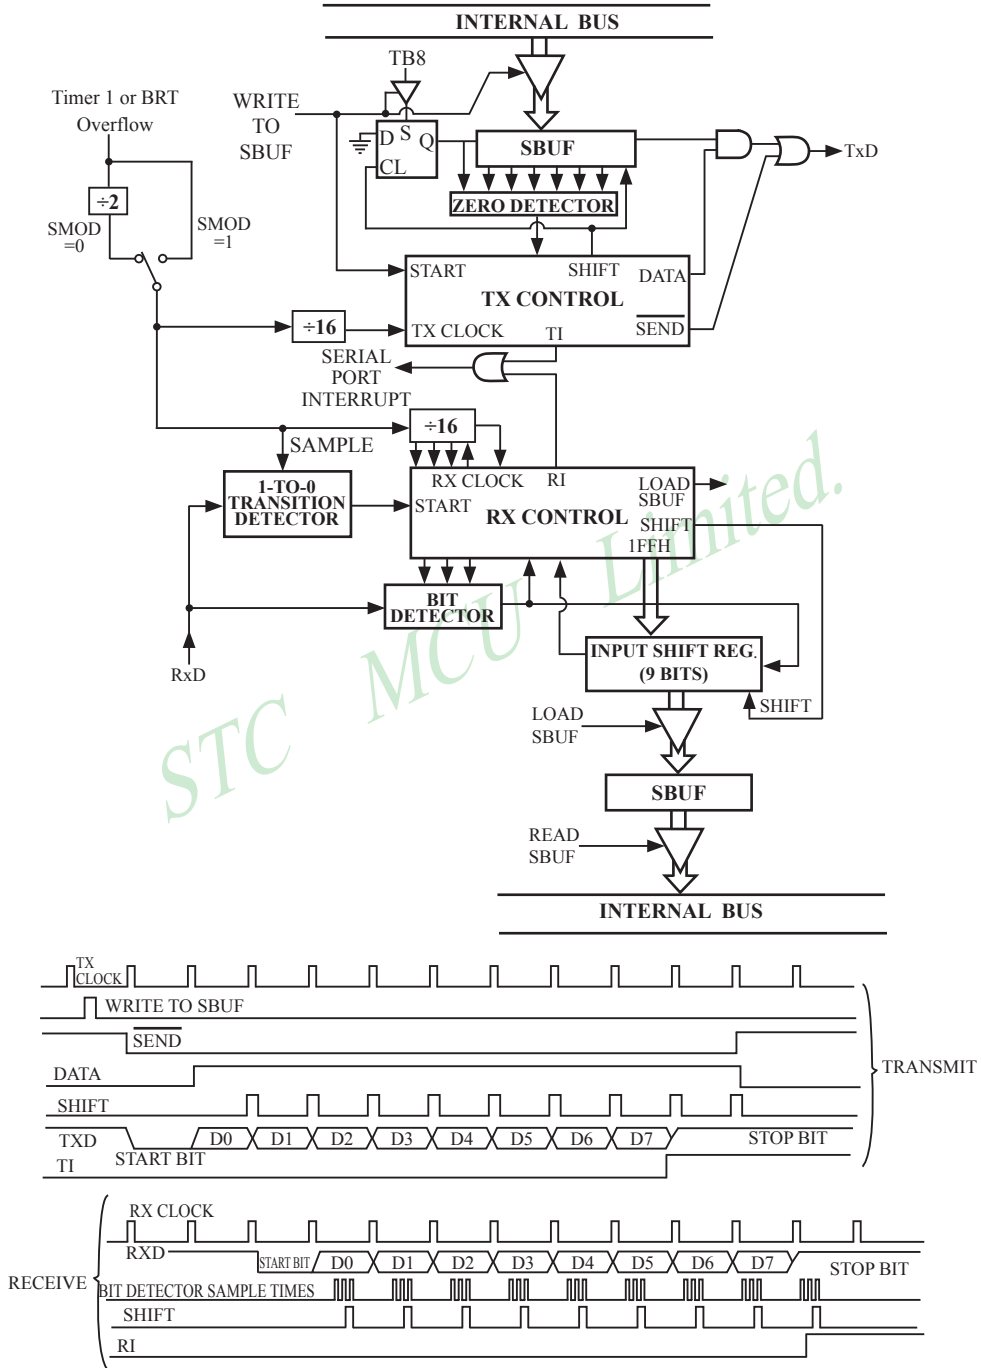 INTERNAL BUS
TB8
Timer 1 or BRT
Overflow
WRITE
TO
SBUF
D S Q
CL
SBUF
TxD
÷2
ZERO DETECTOR
SMOD
=0
SMOD
=1
START
SHIFT
DATA
TX CONTROL
÷16
TX CLOCK
TI
SEND
SERIAL
PORT
INTERRUPT
÷16
SAMPLE
1-TO-0
TRANSITION
DETECTOR
RX CLOCK
RI
LOAD
SBUF
START
RX CONTROL
SHIFT
1FFH
BIT
DETECTOR
RxD
INPUT SHIFT REG.
(9 BITS)
SHIFT
LOAD
SBUF
SBUF
READ
SBUF
INTERNAL BUS
STC MCU Limited.
TX
CLOCK
WRITE TO SBUF
SEND
DATA
TRANSMIT
SHIFT
TXD
START BIT
D0 D1 D2 D3 D4 D5 D6 D7
STOP BIT
TI
RX CLOCK
RXD
START BIT
D0 D1 D2 D3 D4 D5 D6 D7
STOP BIT
RECEIVE
BIT DETECTOR SAMPLE TIMES
SHIFT
RI